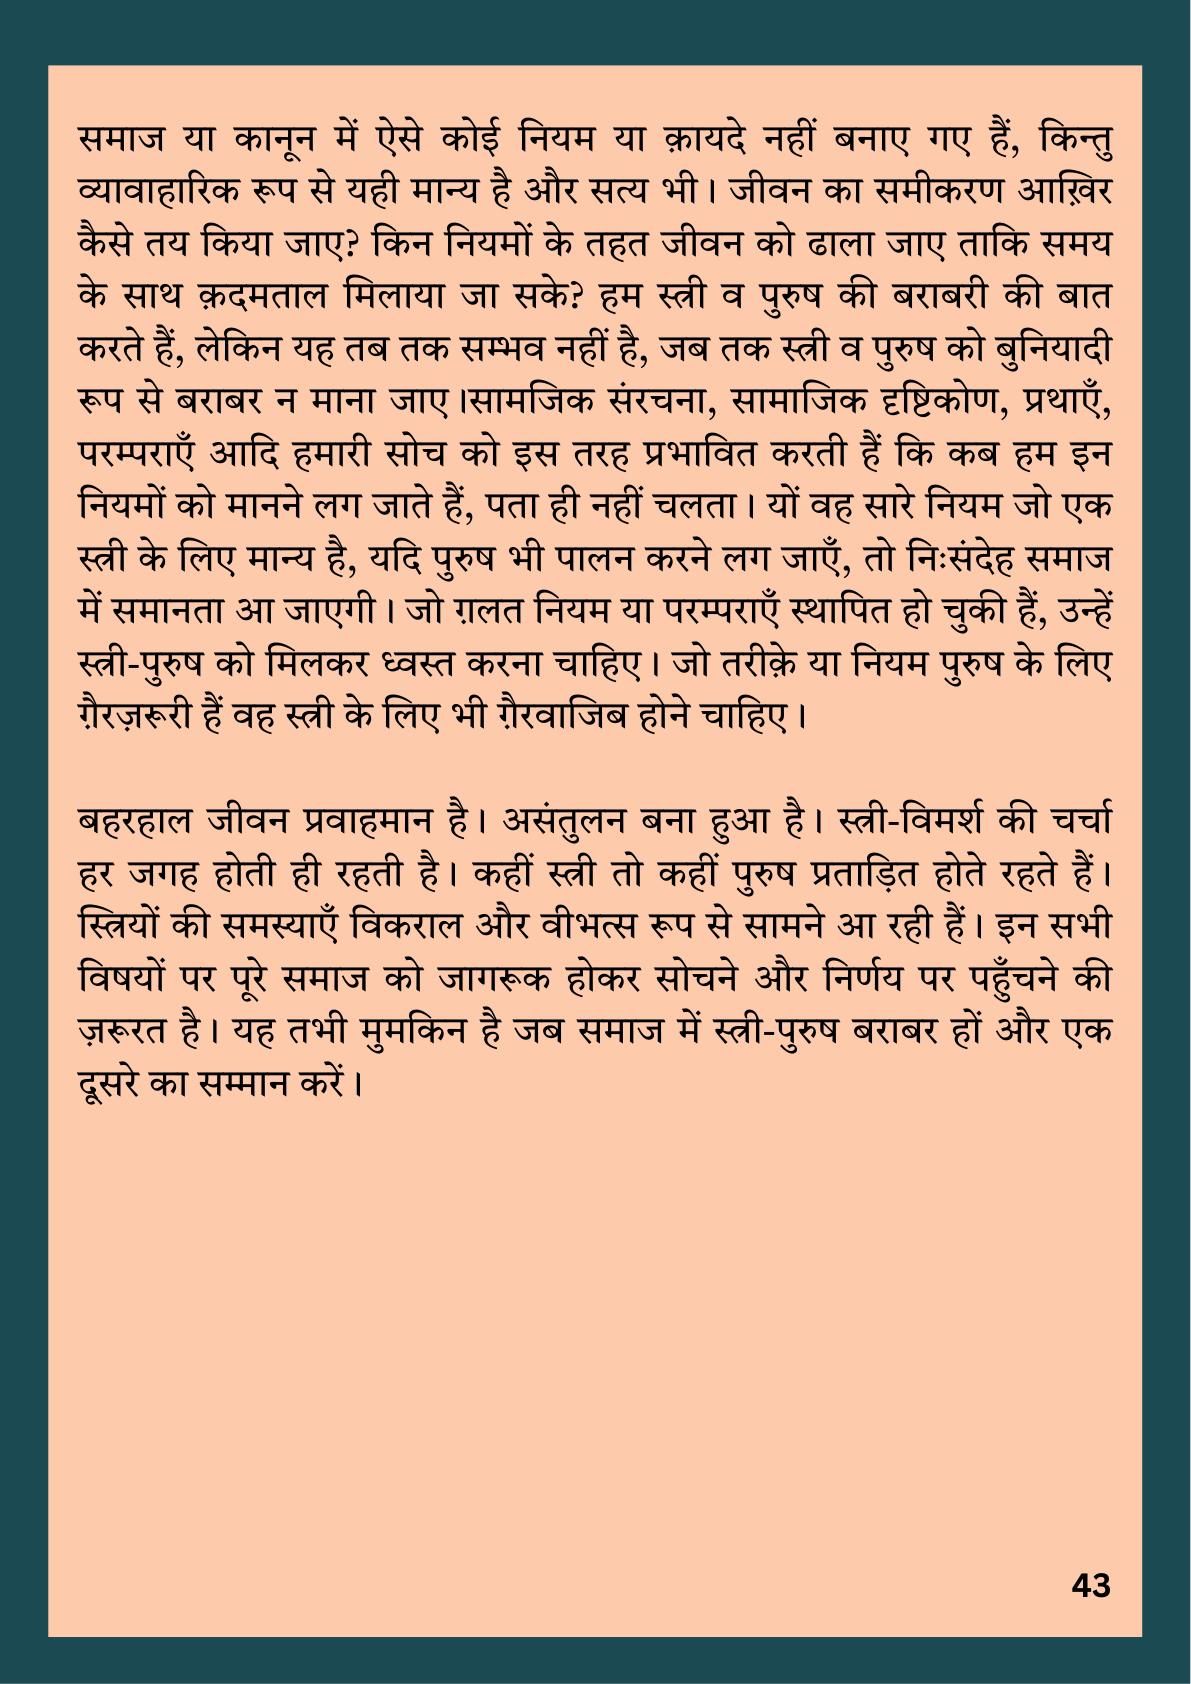 समाज या कानून में ऐसे कोई नियम या क़ायदे नहीं बनाए गए हैं, किन्तु
व्यावाहारिक रूप से यही मान्य है और सत्य भी। जीवन का समीकरण आख़िर
कैसे तय किया जाए? किन नियमों के तहत जीवन को ढाला जाए ताकि समय
के साथ क़दमताल मिलाया जा सके? हम स्त्री व पुरुष की बराबरी की बात
करते हैं, लेकिन यह तब तक सम्भव नहीं है, जब तक स्त्री व पुरुष को बुनियादी
रूप से बराबर न माना जाए।सामजिक संरचना, सामाजिक दृष्टिकोण, प्रथाएँ,
परम्पराएँ आदि हमारी सोच को इस तरह प्रभावित करती हैं कि कब हम इन
नियमों को मानने लग जाते हैं, पता ही नहीं चलता। यों वह सारे नियम जो एक
स्त्री के लिए मान्य है, यदि पुरुष भी पालन करने लग जाएँ, तो निःसंदेह समाज
में समानता आ जाएगी। जो ग़लत नियम या परम्पराएँ स्थापित हो चुकी हैं, उन्हें
स्त्री-पुरुष को मिलकर ध्वस्त करना चाहिए। जो तरीक़े या नियम पुरुष के लिए
ग़ैरज़रूरी हैं वह स्त्री के लिए भी ग़ैरवाजिब होने चाहिए।
बहरहाल जीवन प्रवाहमान है। असंतुलन बना हुआ है। स्त्री-विमर्श की चर्चा
हर जगह होती ही रहती है। कहीं स्त्री तो कहीं पुरुष प्रताड़ित होते रहते हैं।
स्त्रियों की समस्याएँ विकराल और वीभत्स रूप से सामने आ रही हैं। इन सभी
विषयों पर पूरे समाज को जागरूक होकर सोचने और निर्णय पर पहुँचने की
ज़रूरत है। यह तभी मुमकिन है जब समाज में स्त्री-पुरुष बराबर हों और एक
दूसरे का सम्मान करें।
43